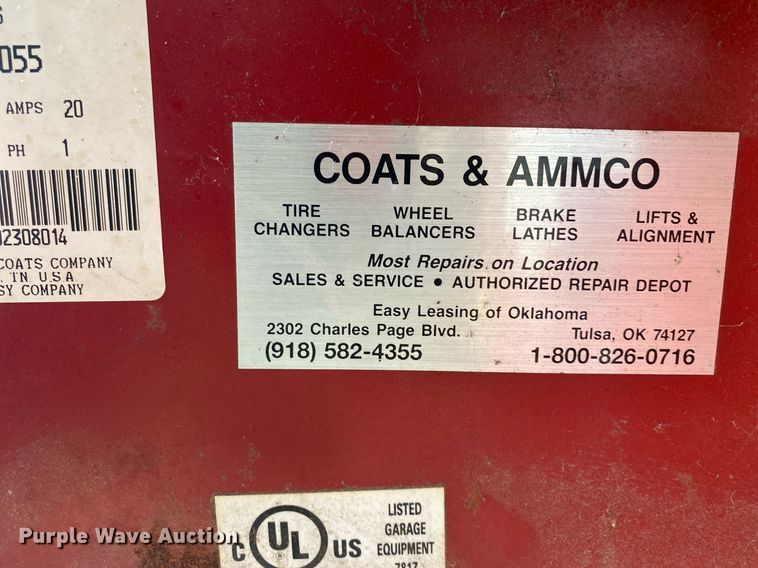 055
AMPS 20
PH 1
02308014
COATS COMPANY
IN U S A
SY COMPANY
COATS & AMMCO
TIRE CHANGERS
WHEEL BALANCERS
BRAKE LATHES
LIFTS & ALIGNMENT
Most Repairs on Location
SALES & SERVICE • AUTHORIZED REPAIR DEPOT
Easy Leasing of Oklahoma
2302 Charles Page Blvd. Tulsa, OK 74127
(918) 582-4355 1-800-826-0716
C UL US
LISTED
GARAGE
EQUIPMENT
7817
Purple Wave Auction